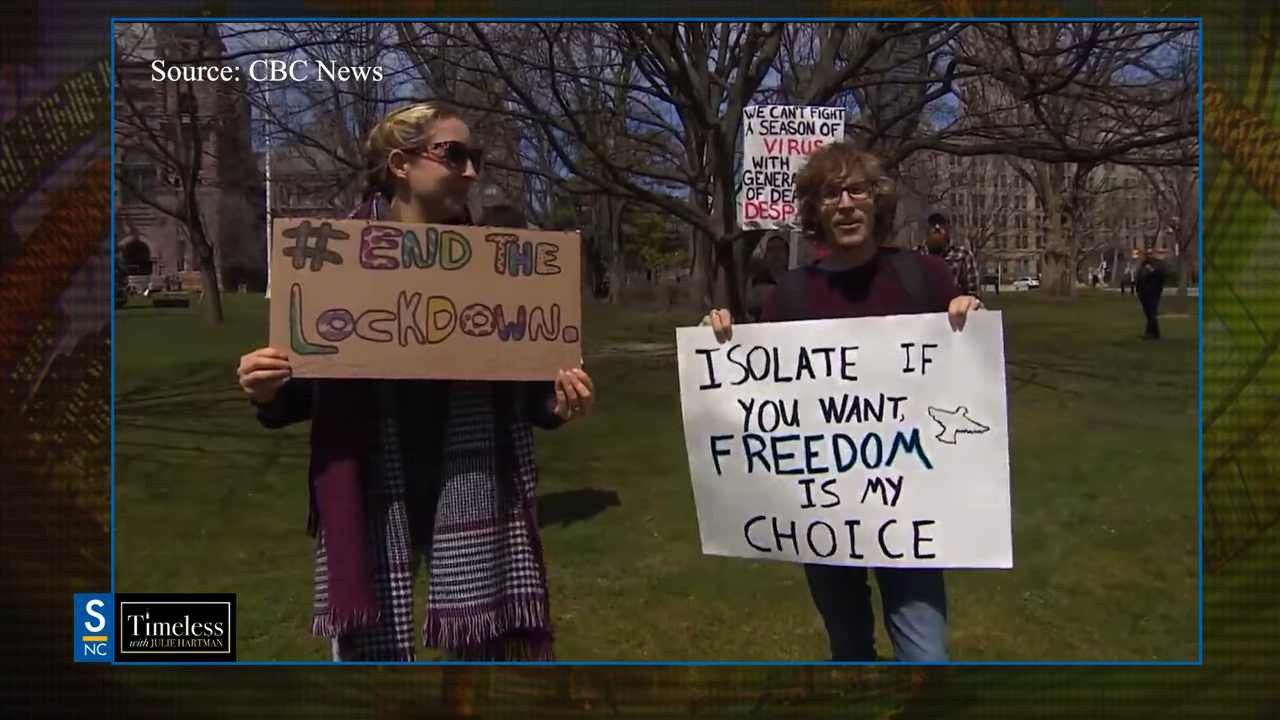 Source: CBC News
WE CAN'T FIGHT
A SEASON OF
VIRUS
WITH
OF
# END THE
LOCKDOWN.
ISOLATE IF
YOU WANT,
FREEDOM
IS MY
CHOICE
S
NC
Timeless
with JULIE HARTMAN